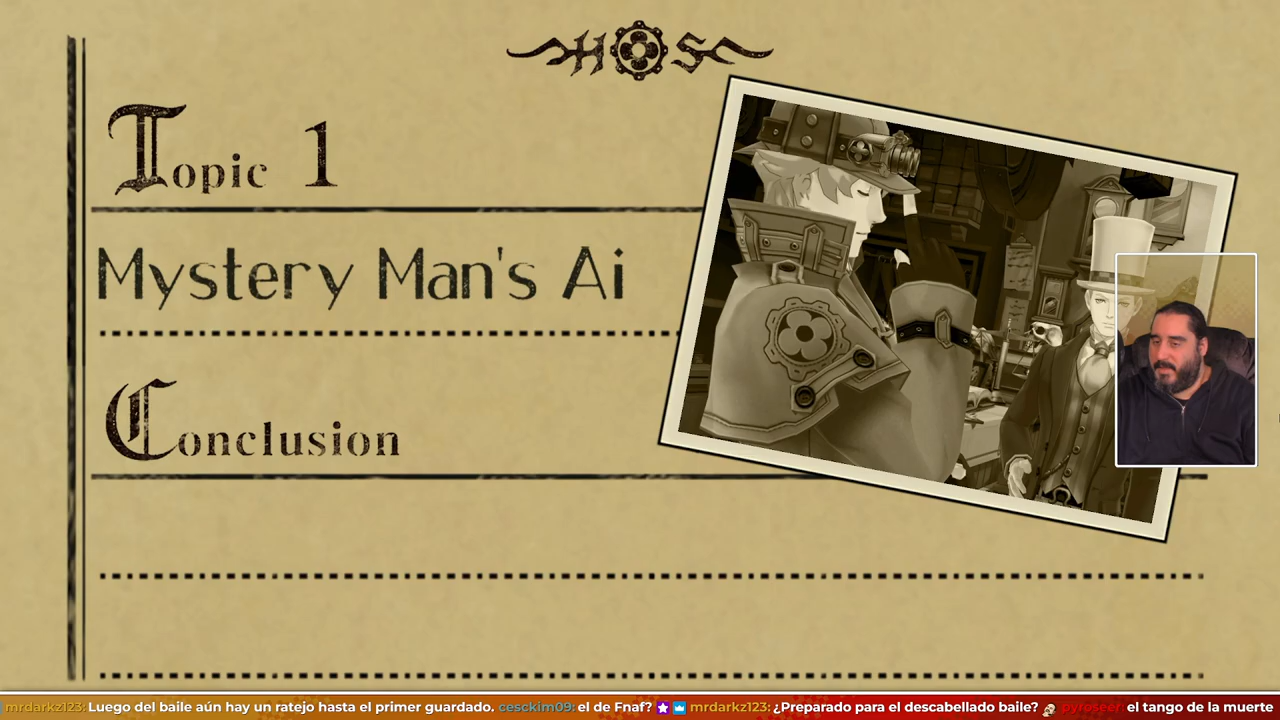 H S
Topic 1
Mystery Man's Ai
Conclusion
mrdarkz123: Luego del baile aún hay un ratejo hasta el primer guardado. cesckim09: el de Fnaf? mrdarkz123: ¿Preparado para el descabellado baile? pyroseen: el tango de la muerte